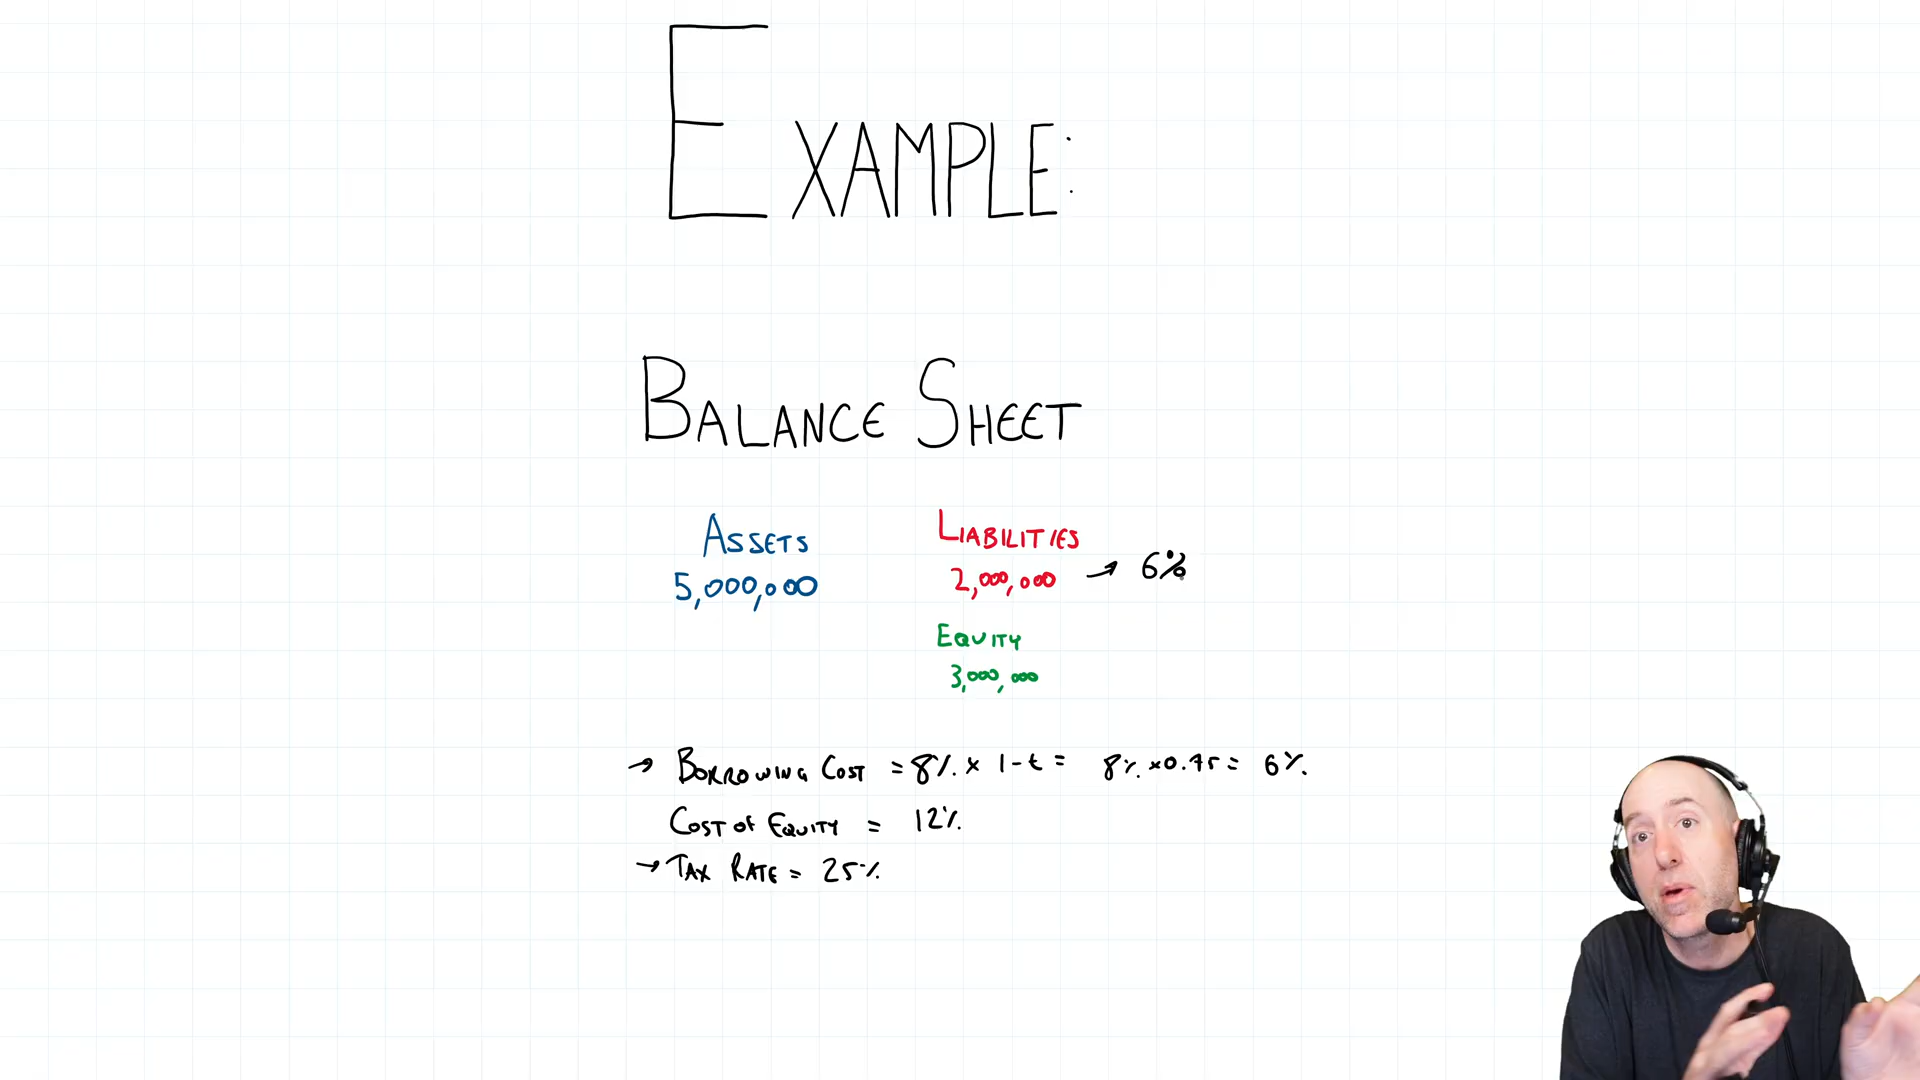 EXAMPLE:
BALANCE SHEET
ASSETS
5,000,000
LIABILITIES
2,000,000 → 6%
EQUITY
3,000,000
→ BORROWING COST = 8% × 1-t = 8% × 0.75 = 6%
COST OF EQUITY = 12%
→ TAX RATE = 25%